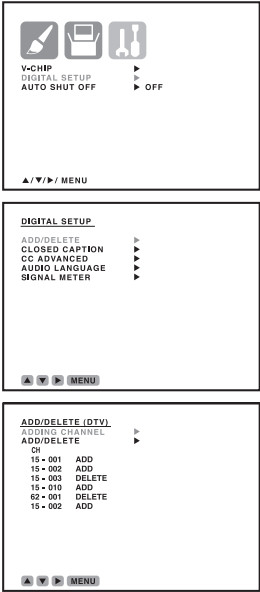 V-CHIP ▶
DIGITAL SETUP ▶
AUTO SHUT OFF ▶ OFF
▲/▼/▶/ MENU
DIGITAL SETUP
ADD/DELETE ▶
CLOSED CAPTION ▶
CC ADVANCED ▶
AUDIO LANGUAGE ▶
SIGNAL METER ▶
▲ ▼ ▶ MENU
ADD/DELETE (DTV)
ADDING CHANNEL ▶
ADD/DELETE ▶
CH
15 - 001 ADD
15 - 002 ADD
15 - 003 DELETE
15 - 010 ADD
62 - 001 DELETE
15 - 002 ADD
▲ ▼ ▶ MENU